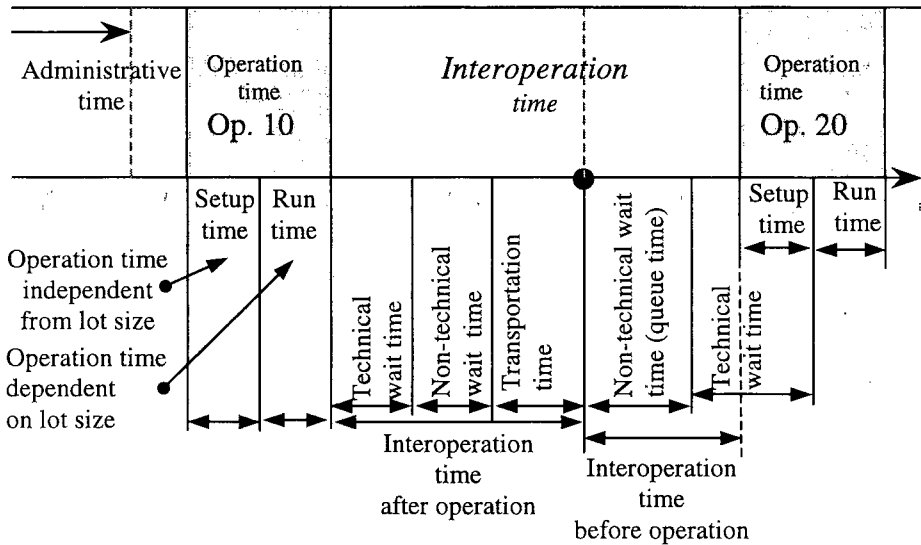 Administrative
time
Operation
time
Op. 10
Interoperation
time
Operation
time
Op. 20
Setup
time
Run
time
Setup
time
Run
time
Operation time
independent
from lot size
Operation time
dependent
on lot size
Technical
wait time
Non-technical
wait time
Transportation
time
Non-technical wait
time (queue time)
Technical
wait time
Interoperation
time
after operation
Interoperation
time
before operation